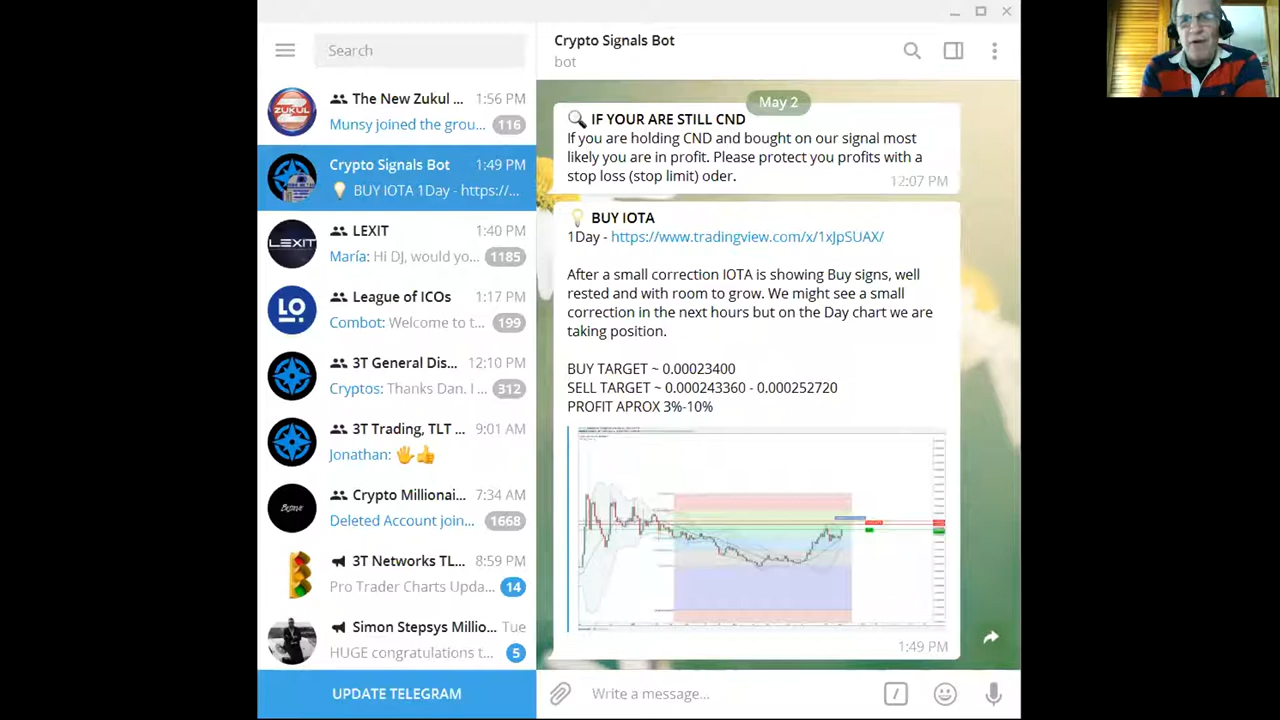 Search
The New Zukul ... 1:56 PM
Munsy joined the grou... 116
Crypto Signals Bot 1:49 PM
💡 BUY IOTA 1Day - https://...
LEXIT 1:40 PM
María: Hi DJ, would yo... 1185
League of ICOs 1:17 PM
Combot: Welcome to t... 199
3T General Dis... 12:10 PM
Cryptos: Thanks Dan. I ... 312
3T Trading, TLT ... 9:01 AM
Jonathan: 🖐👍
Crypto Millionai... 7:34 AM
Deleted Account join... 1668
3T Networks TL... 8:59 PM
Pro Trader Charts Upda... 14
Simon Stepsys Millio... Tue
HUGE congratulations t... 5
UPDATE TELEGRAM
ZUKUL
LEXIT
LO
Crypto Signals Bot
bot
May 2
🔍 IF YOUR ARE STILL CND
If you are holding CND and bought on our signal most
likely you are in profit. Please protect you profits with a
stop loss (stop limit) oder.
12:07 PM
💡 BUY IOTA
1Day - https://www.tradingview.com/x/1xJpSUAX/
After a small correction IOTA is showing Buy signs, well
rested and with room to grow. We might see a small
correction in the next hours but on the Day chart we are
taking position.
BUY TARGET ~ 0.00023400
SELL TARGET ~ 0.000243360 - 0.000252720
PROFIT APROX 3%-10%
1:49 PM
Write a message...